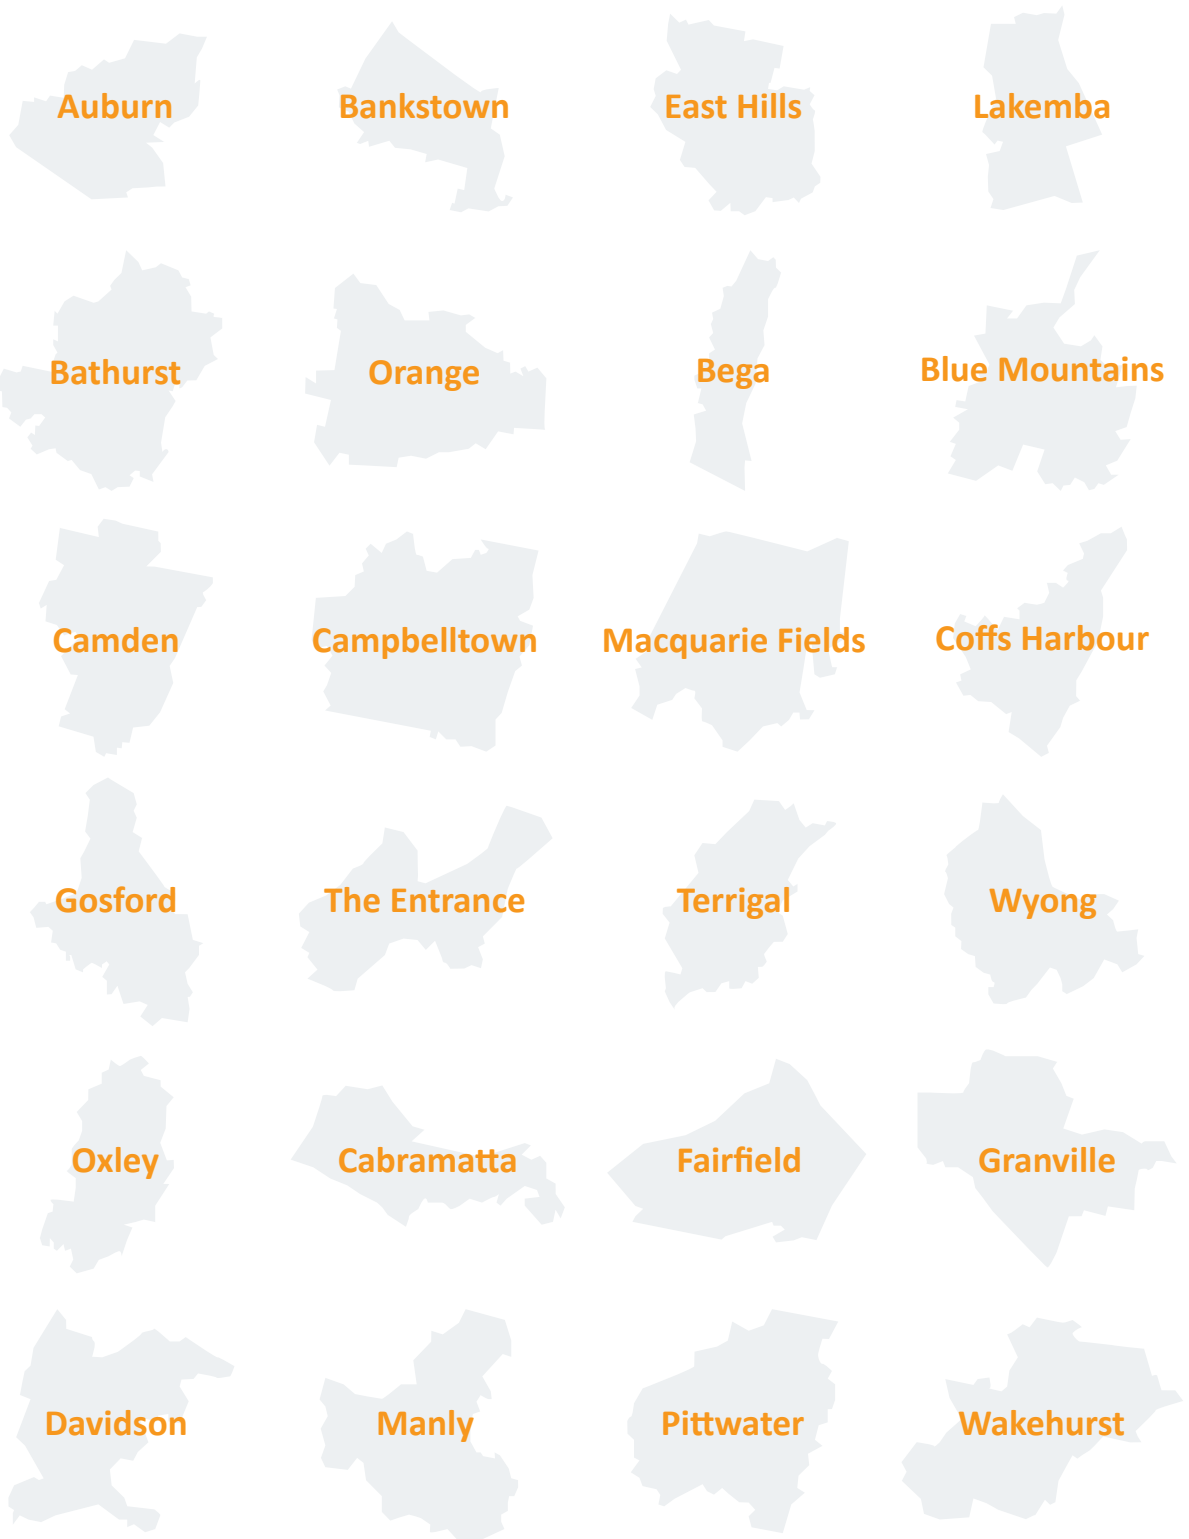 Auburn
Bankstown
East Hills
Lakemba
Bathurst
Orange
Bega
Blue Mountains
Camden
Campbelltown
Macquarie Fields
Coffs Harbour
Gosford
The Entrance
Terrigal
Wyong
Oxley
Cabramatta
Fairfield
Granville
Davidson
Manly
Pittwater
Wakehurst